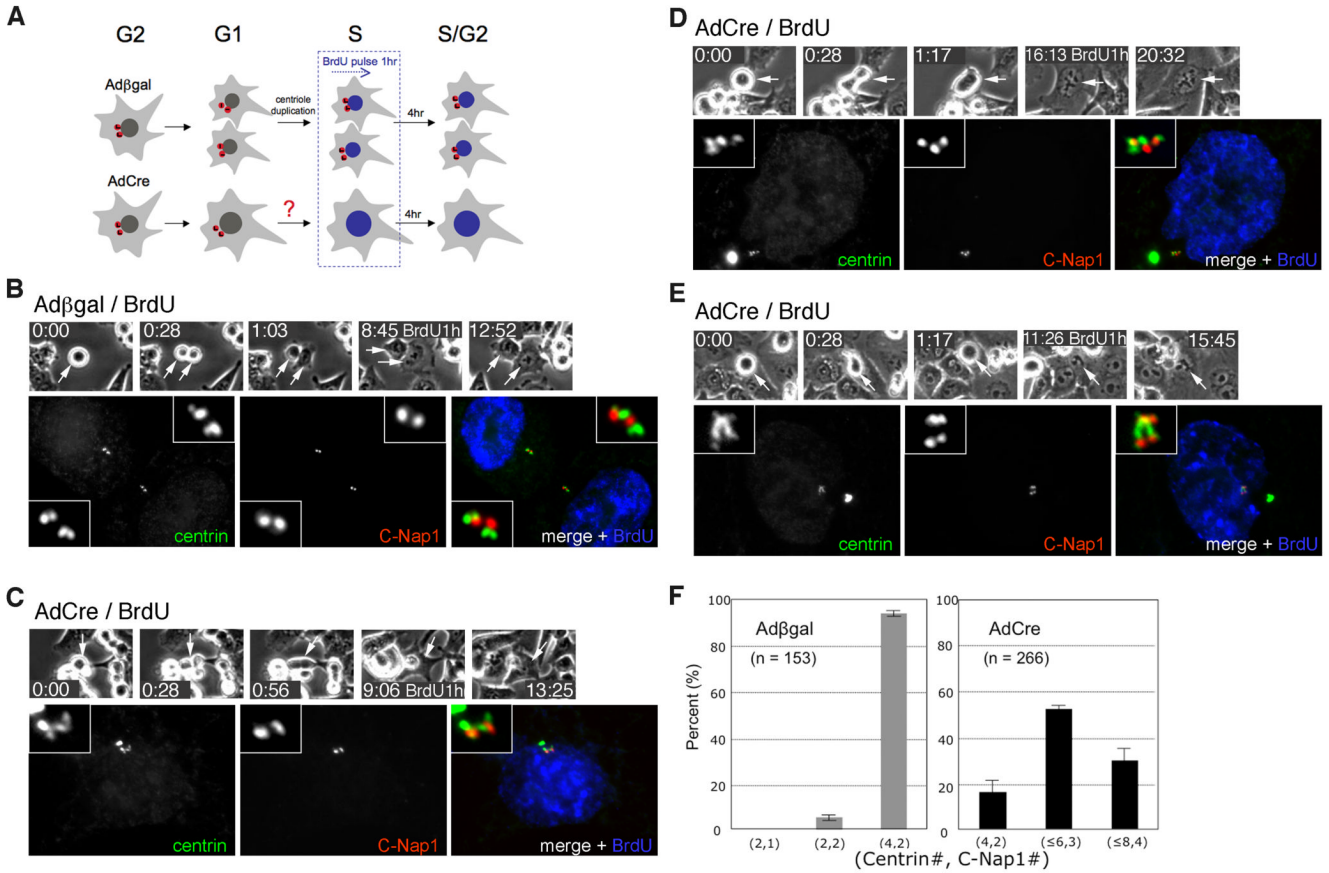 A
G2 G1 S S/G2
BrdU pulse 1hr
Adβgal
centriole
duplication
4hr
AdCre
?
4hr
B
Adβgal / BrdU
0:00 0:28 1:03 8:45 BrdU1h 12:52
centrin C-Nap1 merge + BrdU
C
AdCre / BrdU
0:00 0:28 0:56 9:06 BrdU1h 13:25
centrin C-Nap1 merge + BrdU
D
AdCre / BrdU
0:00 0:28 1:17 16:13 BrdU1h 20:32
centrin C-Nap1 merge + BrdU
E
AdCre / BrdU
0:00 0:28 1:17 11:26 BrdU1h 15:45
centrin C-Nap1 merge + BrdU
F
Percent (%)
100
80
60
40
20
0
Adβgal
(n = 153)
(2,1) (2,2) (4,2)
100
80
60
40
20
0
AdCre
(n = 266)
(4,2) (≤6,3) (≤8,4)
(Centrin#, C-Nap1#)